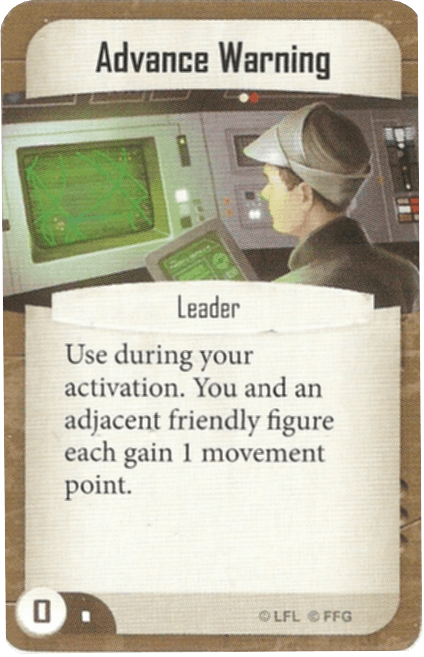 Advance Warning
Leader
Use during your
activation. You and an
adjacent friendly figure
each gain 1 movement
point.
0
© LFL © FFG